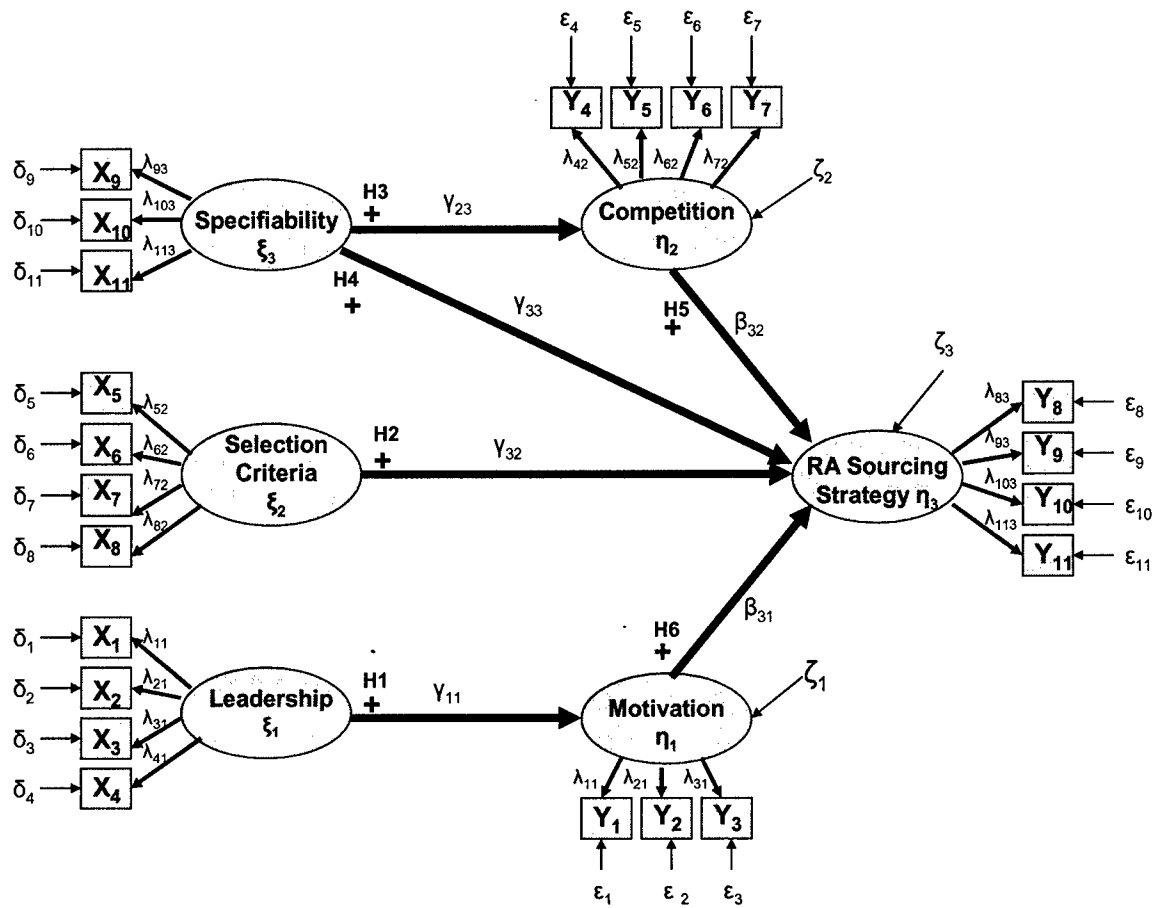 ε4 ε5 ε6 ε7
Y4 Y5 Y6 Y7
λ42 λ52 λ62 λ72
ζ2
Competition
η2
δ9 X9 λ93
δ10 X10 λ103
δ11 X11 λ113
Specifiability
ξ3
H3
+
γ23
H4
+
γ33
H5
+
β32
ζ3
δ5 X5 λ52
δ6 X6 λ62
δ7 X7 λ72
δ8 X8 λ82
Selection
Criteria
ξ2
H2
+
γ32
RA Sourcing
Strategy η3
λ83 Y8 ε8
λ93 Y9 ε9
λ103 Y10 ε10
λ113 Y11 ε11
δ1 X1 λ11
δ2 X2 λ21
δ3 X3 λ31
δ4 X4 λ41
Leadership
ξ1
H1
+
γ11
H6
+
β31
ζ1
Motivation
η1
λ11 λ21 λ31
Y1 Y2 Y3
ε1 ε2 ε3